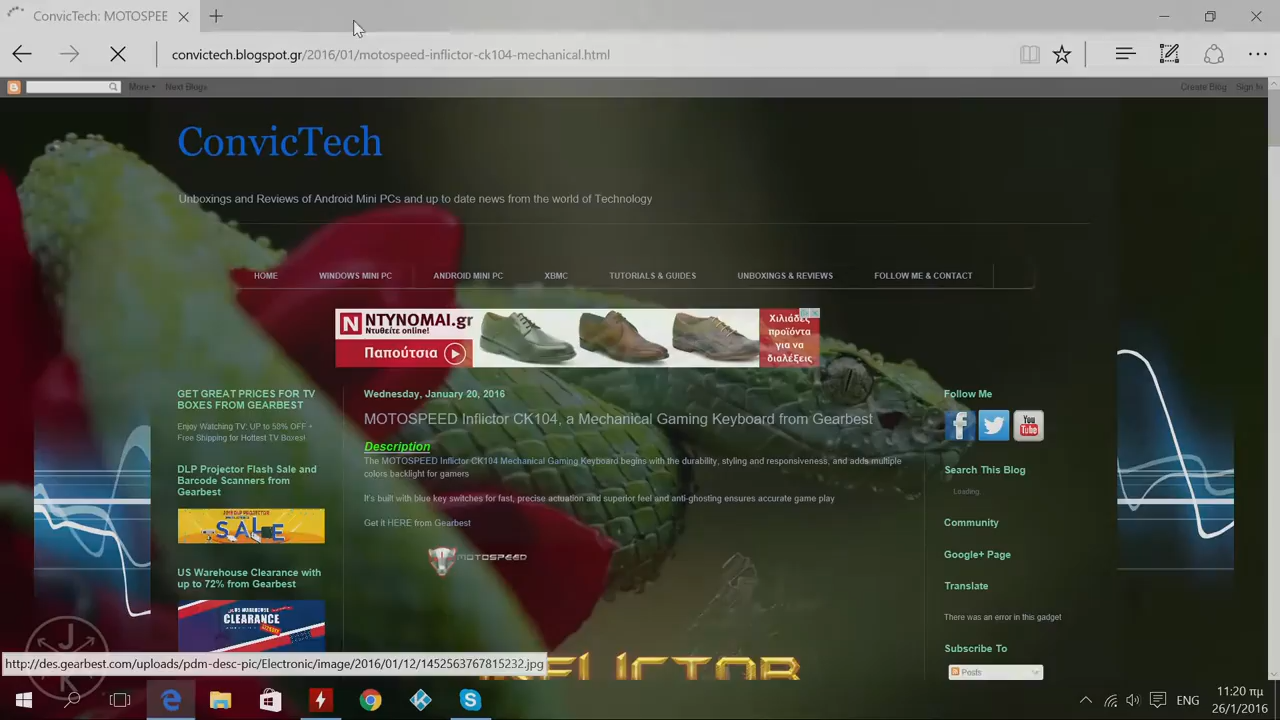 ConvicTech: MOTOSPEE
convictech.blogspot.gr/2016/01/motospeed-inflictor-ck104-mechanical.html
More Next Blog» Create Blog Sign In
ConvicTech
Unboxings and Reviews of Android Mini PCs and up to date news from the world of Technology
HOME WINDOWS MINI PC ANDROID MINI PC XBMC TUTORIALS & GUIDES UNBOXINGS & REVIEWS FOLLOW ME & CONTACT
NTYNOMAI.gr
Ντυθείτε online!
Παπούτσια
Χιλιάδες
προϊόντα
για να
διαλέξεις
GET GREAT PRICES FOR TV
BOXES FROM GEARBEST
Enjoy Watching TV: UP to 50% OFF +
Free Shipping for Hottest TV Boxes!
DLP Projector Flash Sale and
Barcode Scanners from
Gearbest
SALE
US Warehouse Clearance with
up to 72% from Gearbest
WAREHOUSE
CLEARANCE
Wednesday, January 20, 2016
MOTOSPEED Inflictor CK104, a Mechanical Gaming Keyboard from Gearbest
Description
The MOTOSPEED Inflictor CK104 Mechanical Gaming Keyboard begins with the durability, styling and responsiveness, and adds multiple
colors backlight for gamers
It's built with blue key switches for fast, precise actuation and superior feel and anti-ghosting ensures accurate game play
Get it HERE from Gearbest
MOTOSPEED
INFLICTOR
Follow Me
You
Tube
Search This Blog
Loading
Community
Google+ Page
Translate
There was an error in this gadget
Subscribe To
Posts
J
K
http://des.gearbest.com/uploads/pdm-desc-pic/Electronic/image/2016/01/12/1452563767815232.jpg
ENG
11:20 πμ
26/1/2016